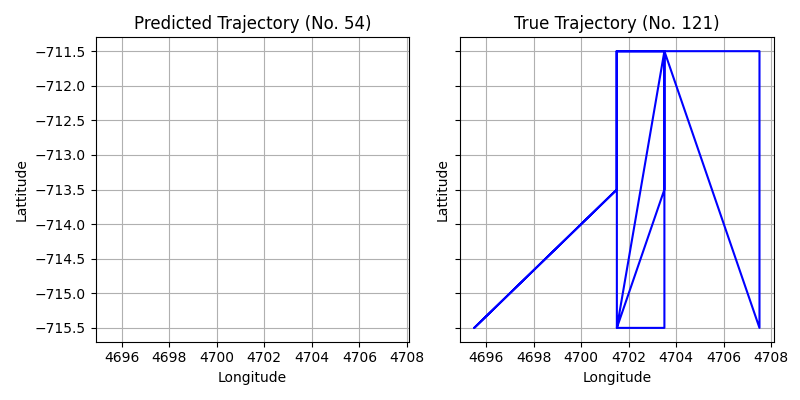 Predicted Trajectory (No. 54)
True Trajectory (No. 121)
−711.5
−712.0
−712.5
−713.0
−713.5
−714.0
−714.5
−715.0
−715.5
Lattitude
Lattitude
4696 4698 4700 4702 4704 4706 4708
4696 4698 4700 4702 4704 4706 4708
Longitude
Longitude